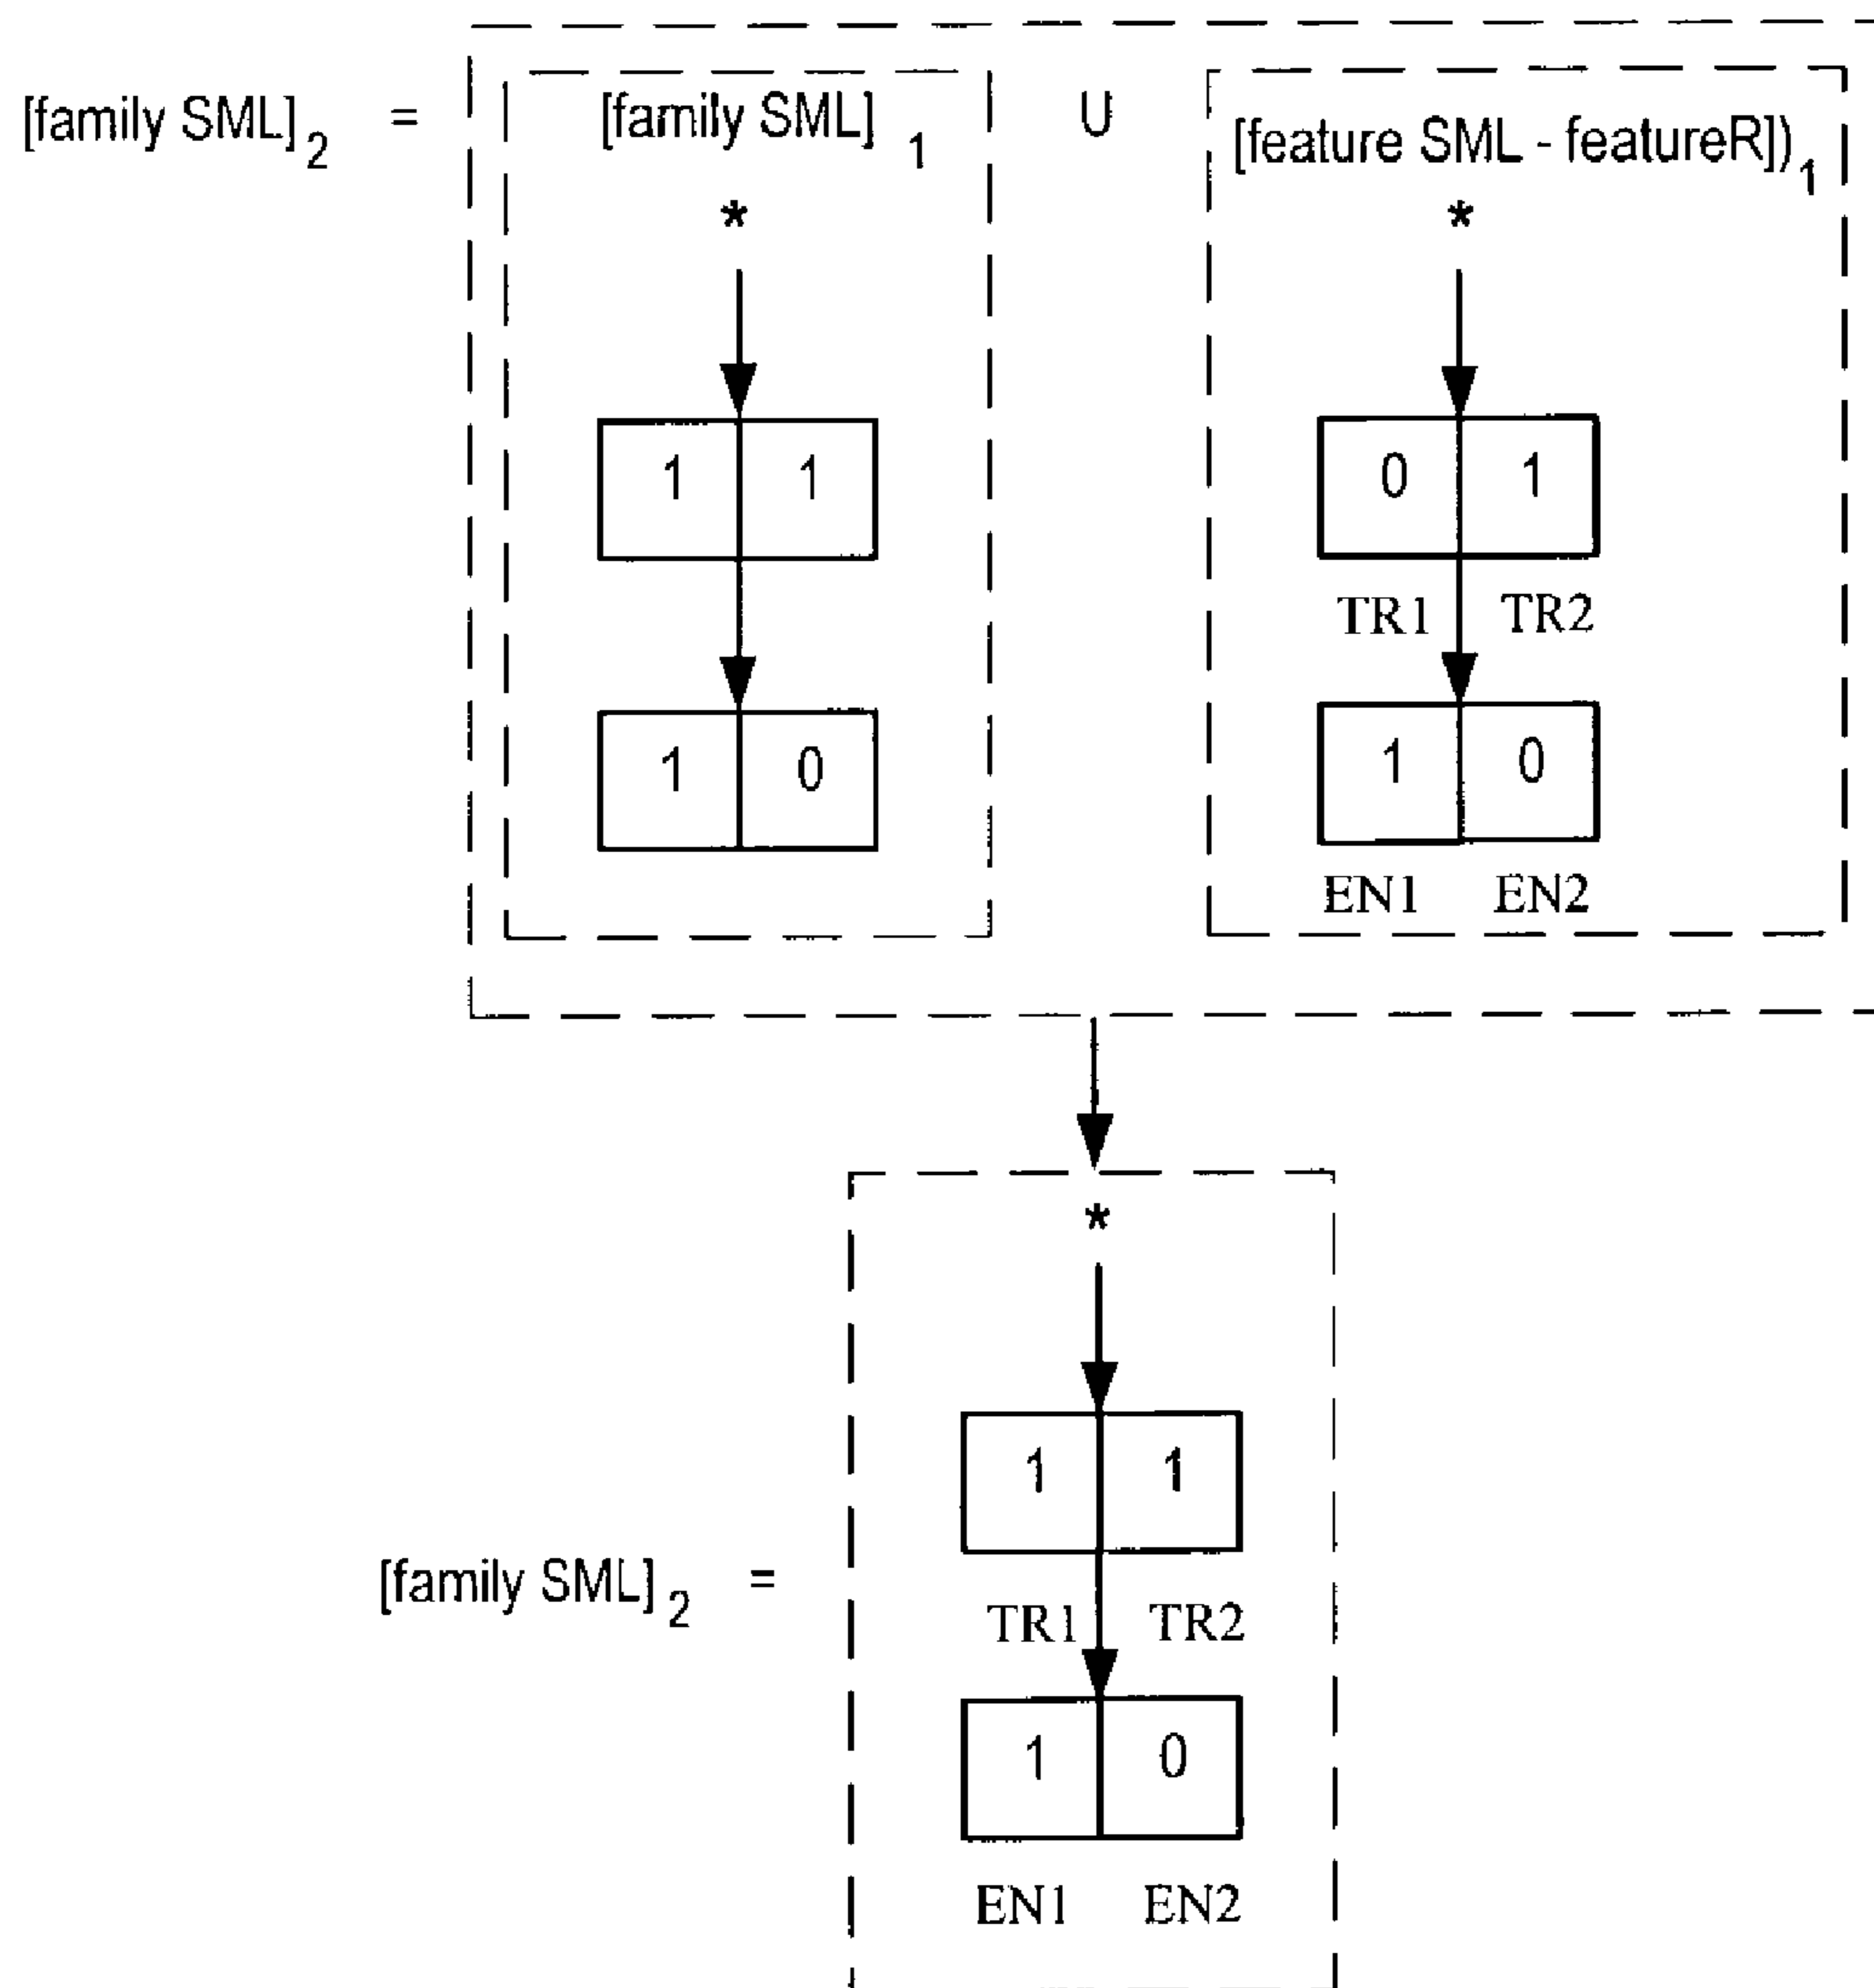 [family SML]2 = [family SML] 1 U [feature SML - featureR])1
* *
1 1 0 1
TR1 TR2
1 0 1 0
EN1 EN2
*
1 1
[family SML] 2 = TR1 TR2
1 0
EN1 EN2